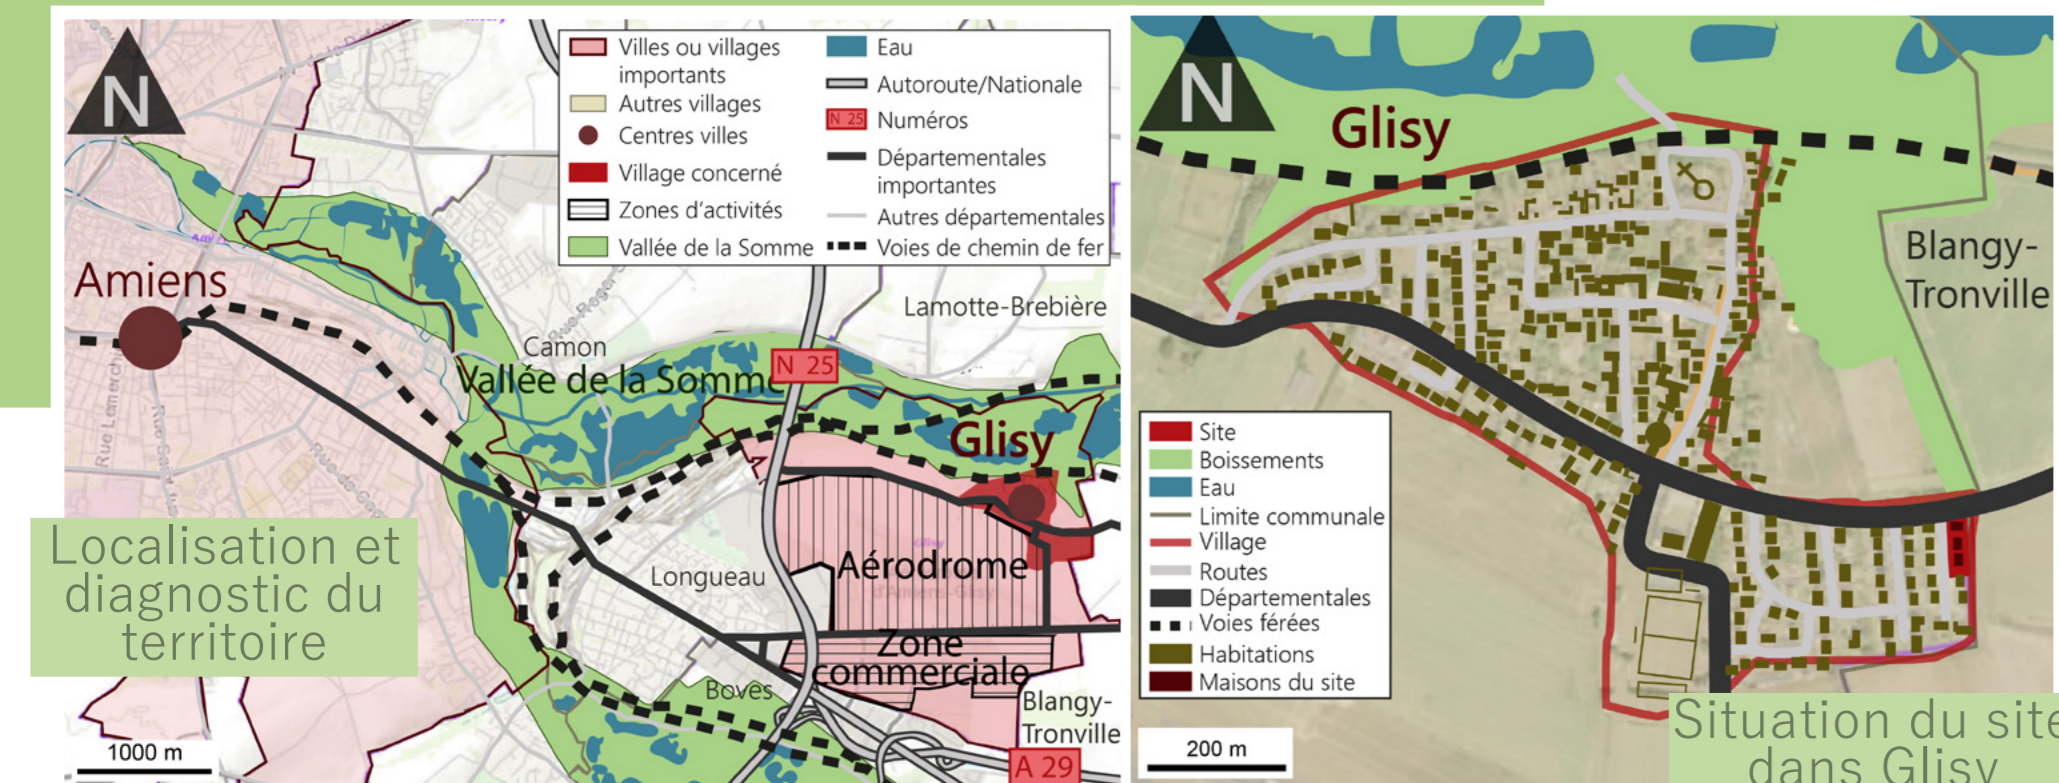 N
Villes ou villages
importants
Autres villages
Centres villes
Village concerné
Zones d'activités
Vallée de la Somme
Eau
Autoroute/Nationale
N 25
Numéros
Départementales
importantes
Autres départementales
Voies de chemin de fer
Amiens
Lamotte-Brebière
Camon
Vallée de la Somme
N 25
Glisy
Longueau
Aérodrome
d'Amiens-Glisy
Zone
commerciale
Boves
Blangy-
Tronville
A 29
1000 m
Localisation et
diagnostic du
territoire
N
Glisy
Blangy-
Tronville
Site
Boissements
Eau
Limite communale
Village
Routes
Départementales
Voies férées
Habitations
Maisons du site
200 m
Situation du site
dans Glisy